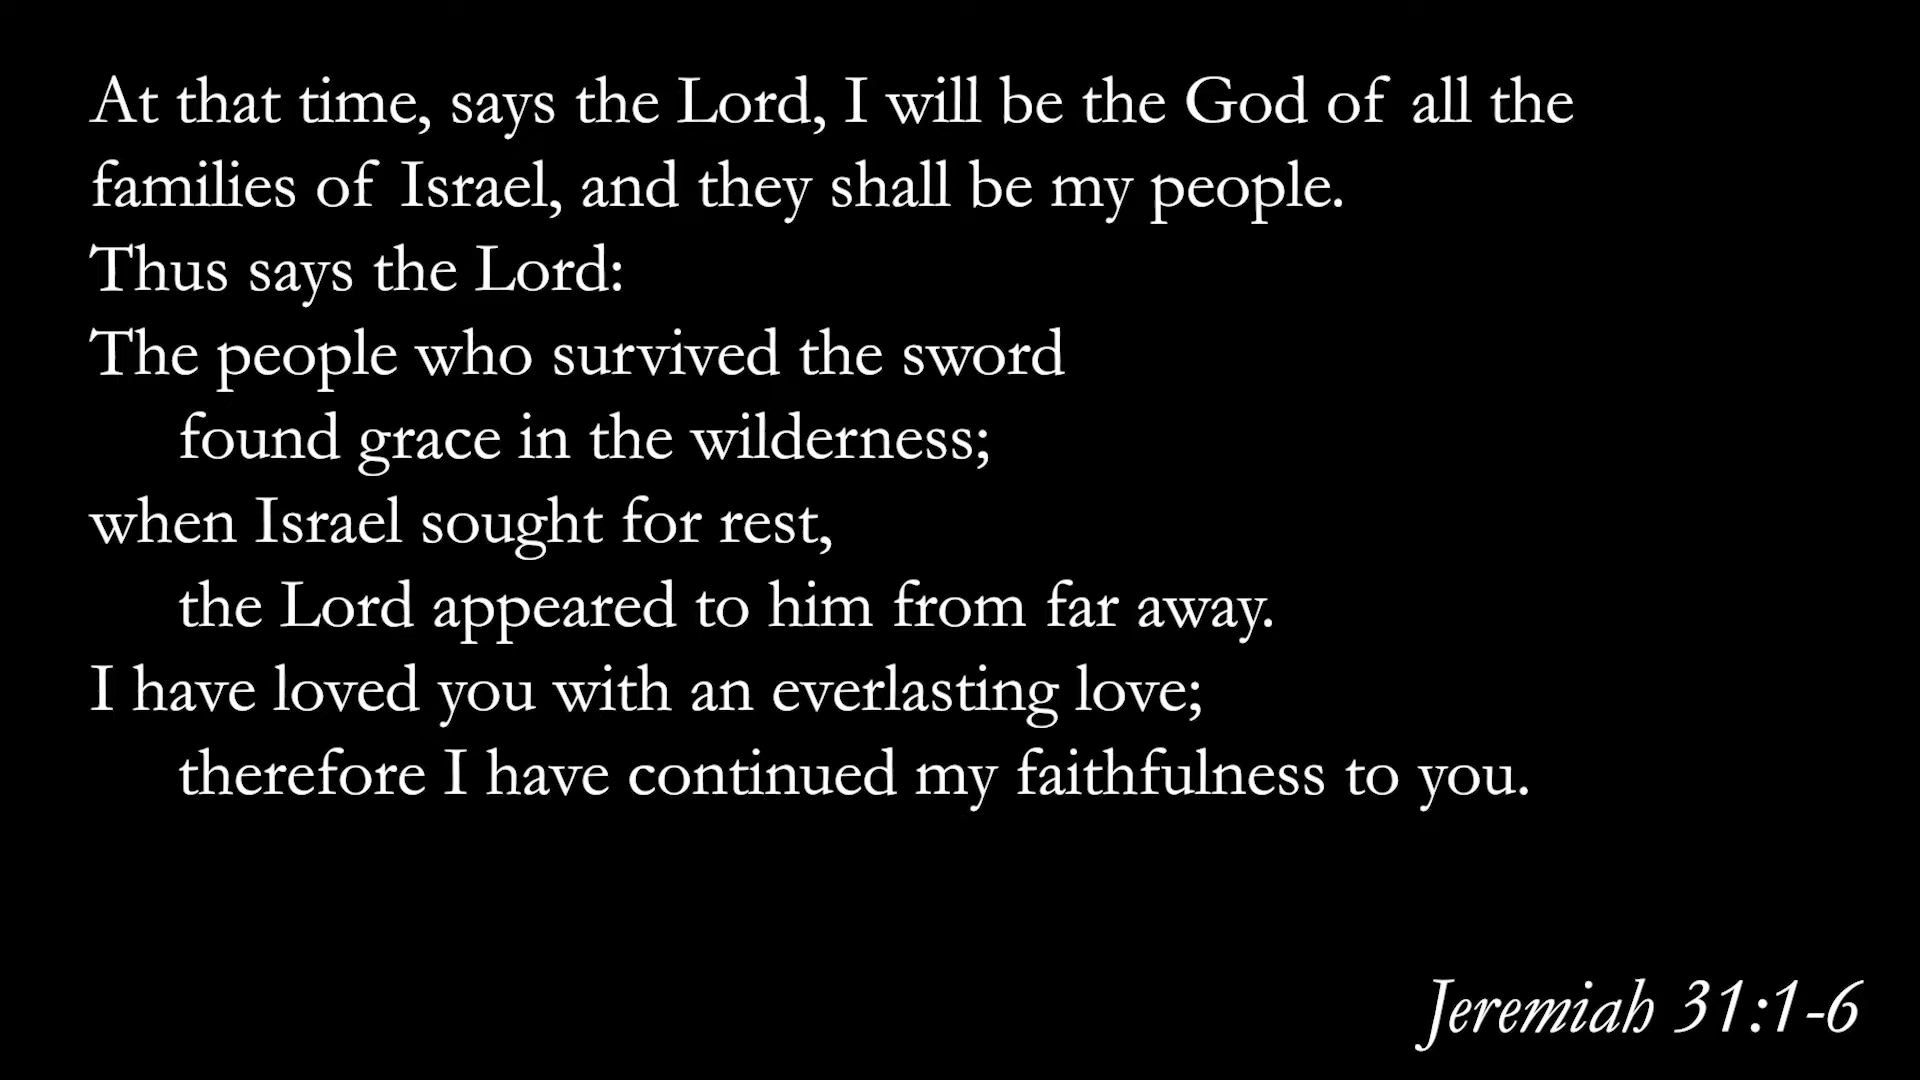 At that time, says the Lord, I will be the God of all the
families of Israel, and they shall be my people.
Thus says the Lord:
The people who survived the sword
found grace in the wilderness;
when Israel sought for rest,
the Lord appeared to him from far away.
I have loved you with an everlasting love;
therefore I have continued my faithfulness to you.
Jeremiah 31:1-6